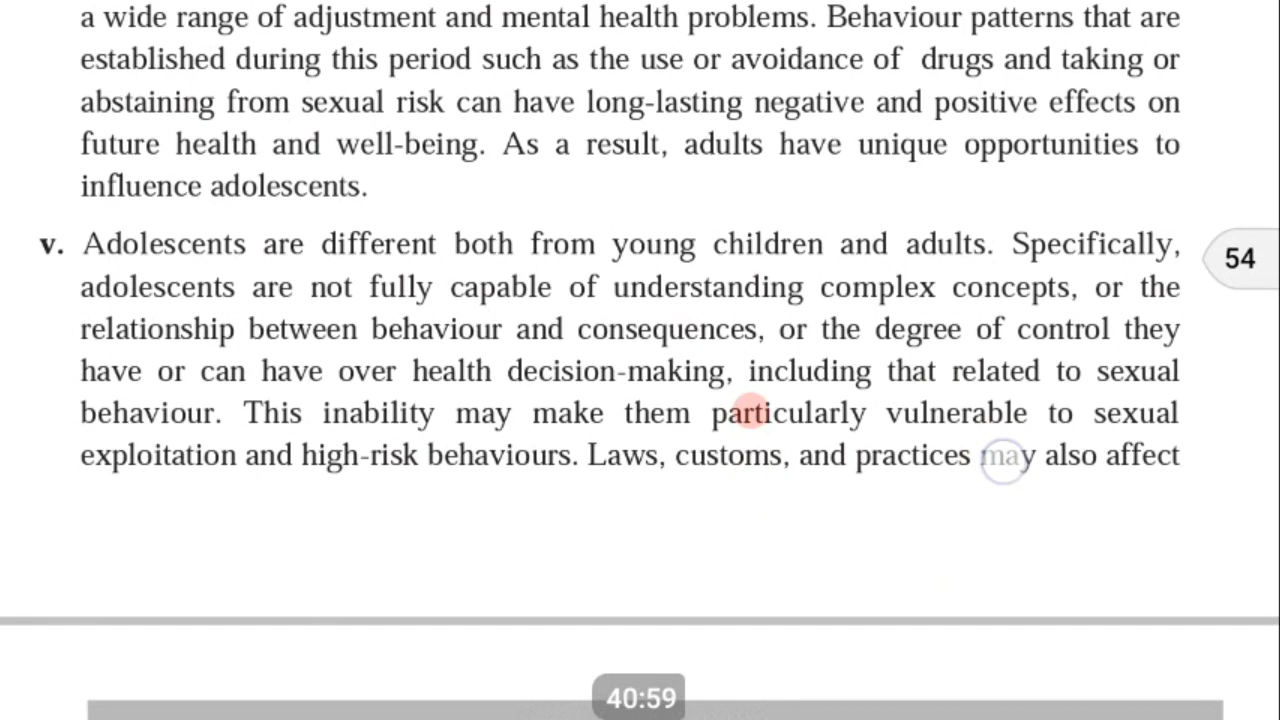 a wide range of adjustment and mental health problems. Behaviour patterns that are
established during this period such as the use or avoidance of drugs and taking or
abstaining from sexual risk can have long-lasting negative and positive effects on
future health and well-being. As a result, adults have unique opportunities to
influence adolescents.
v. Adolescents are different both from young children and adults. Specifically,
54
adolescents are not fully capable of understanding complex concepts, or the
relationship between behaviour and consequences, or the degree of control they
have or can have over health decision-making, including that related to sexual
behaviour. This inability may make them particularly vulnerable to sexual
exploitation and high-risk behaviours. Laws, customs, and practices may also affect
40:59